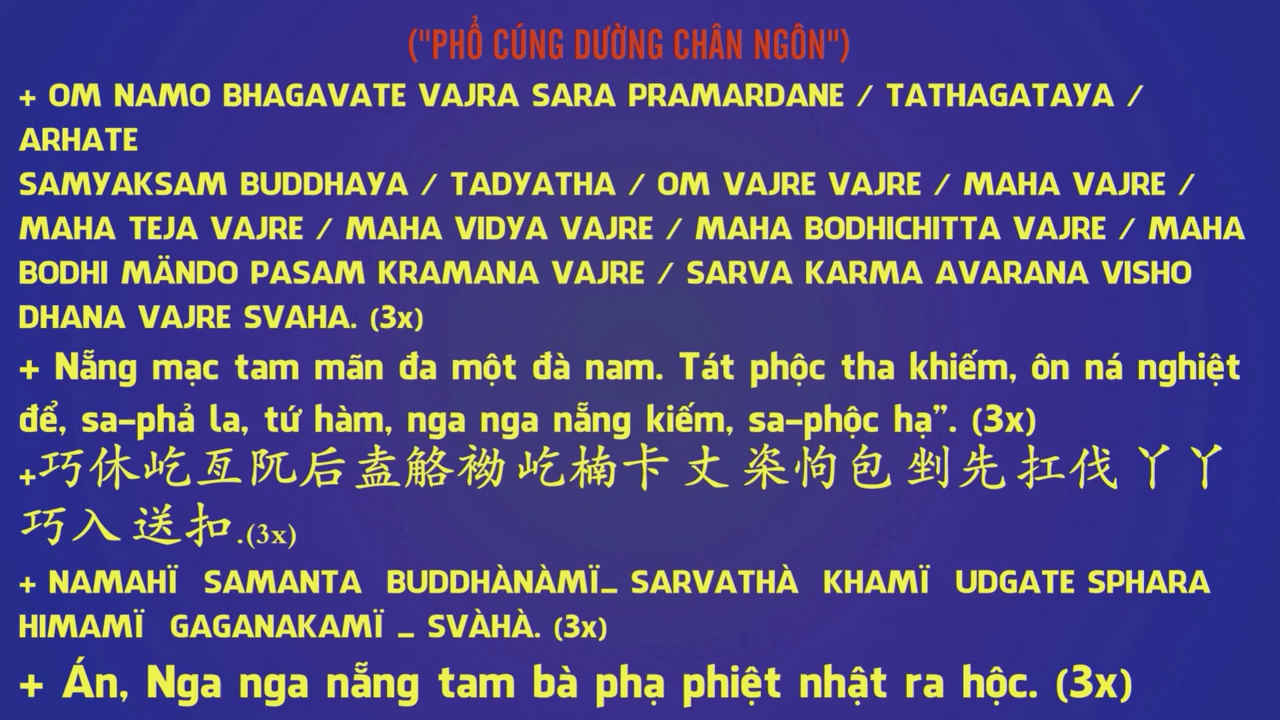 ("PHỔ CÚNG DƯỜNG CHÂN NGÔN")
+ OM NAMO BHAGAVATE VAJRA SARA PRAMARDANE / TATHAGATAYA /
ARHATE
SAMYAKSAM BUDDHAYA / TADYATHA / OM VAJRE VAJRE / MAHA VAJRE /
MAHA TEJA VAJRE / MAHA VIDYA VAJRE / MAHA BODHICHITTA VAJRE / MAHA
BODHI MÄNDO PASAM KRAMANA VAJRE / SARVA KARMA AVARANA VISHO
DHANA VAJRE SVAHA. (3x)
+ Nẵng mạc tam mãn đa một đà nam. Tát phộc tha khiếm, ôn ná nghiệt
để, sa-phả la, tứ hàm, nga nga nẵng kiếm, sa-phộc hạ”. (3x)
+巧休屹亙阢后盍觡袎屹楠卡丈栥怐包剉先扛伐丫丫
巧入送扣.(3x)
+ NAMAHÏ SAMANTA BUDDHÀNÀMÏ_ SARVATHÀ KHAMÏ UDGATE SPHARA
HIMAMÏ GAGANAKAMÏ _ SVÀHÀ. (3x)
+ Án, Nga nga nẵng tam bà phạ phiệt nhật ra hộc. (3x)